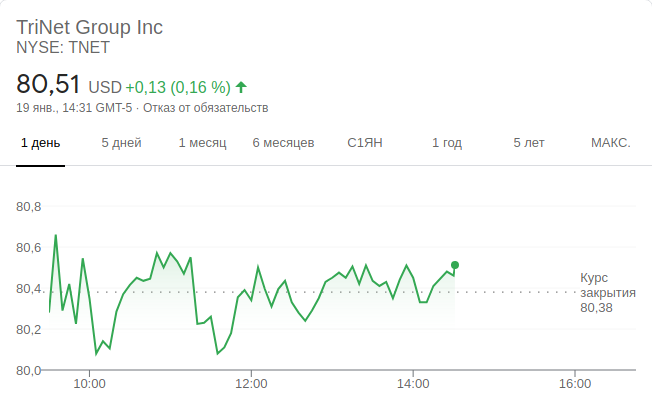 TriNet Group Inc
NYSE: TNET
80,51 USD +0,13 (0,16 %)
19 янв., 14:31 GMT-5 · Отказ от обязательств
1 день 5 дней 1 месяц 6 месяцев С1ЯН 1 год 5 лет МАКС.
80,8
80,6
80,4
80,2
80,0
Курс
закрытия
80,38
10:00 12:00 14:00 16:00